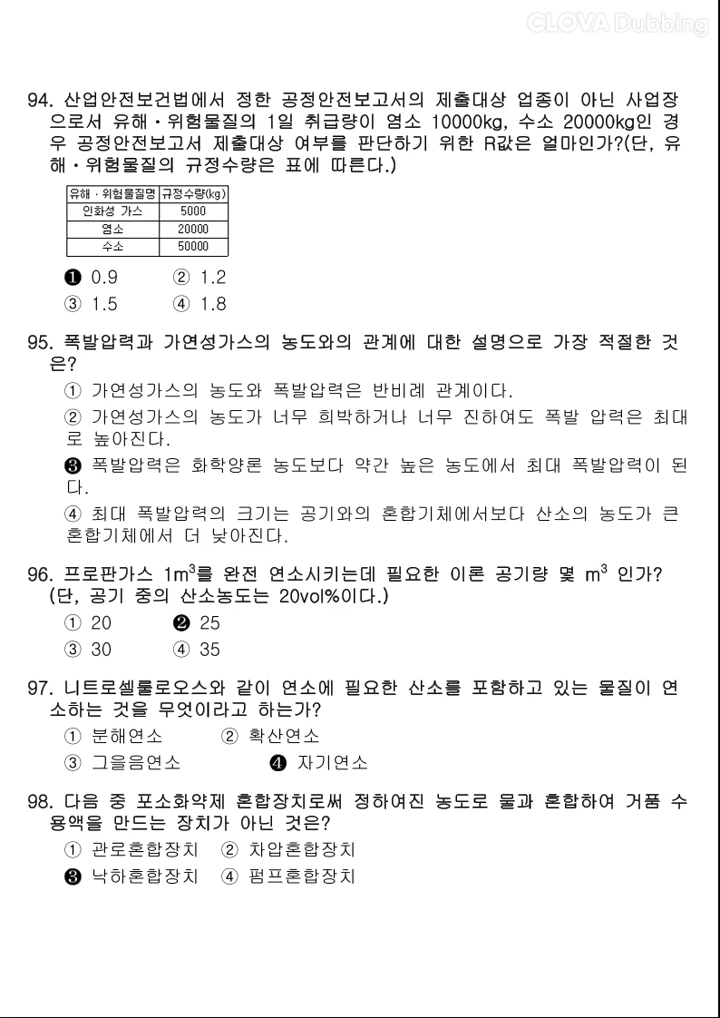 CLOVA Dubbing
94. 산업안전보건법에서 정한 공정안전보고서의 제출대상 업종이 아닌 사업장
으로서 유해·위험물질의 1일 취급량이 염소 10000kg, 수소 20000kg인 경
우 공정안전보고서 제출대상 여부를 판단하기 위한 R값은 얼마인가?(단, 유
해·위험물질의 규정수량은 표에 따른다.)
유해·위험물질명 규정수량(kg)
인화성 가스 5000
염소 20000
수소 50000
❶ 0.9 ② 1.2
③ 1.5 ④ 1.8
95. 폭발압력과 가연성가스의 농도와의 관계에 대한 설명으로 가장 적절한 것
은?
① 가연성가스의 농도와 폭발압력은 반비례 관계이다.
② 가연성가스의 농도가 너무 희박하거나 너무 진하여도 폭발 압력은 최대
로 높아진다.
❸ 폭발압력은 화학양론 농도보다 약간 높은 농도에서 최대 폭발압력이 된
다.
④ 최대 폭발압력의 크기는 공기와의 혼합기체에서보다 산소의 농도가 큰
혼합기체에서 더 낮아진다.
96. 프로판가스 1m³를 완전 연소시키는데 필요한 이론 공기량 몇 m³ 인가?
(단, 공기 중의 산소농도는 20vol%이다.)
① 20 ❷ 25
③ 30 ④ 35
97. 니트로셀룰로오스와 같이 연소에 필요한 산소를 포함하고 있는 물질이 연
소하는 것을 무엇이라고 하는가?
① 분해연소 ② 확산연소
③ 그을음연소 ❹ 자기연소
98. 다음 중 포소화약제 혼합장치로써 정하여진 농도로 물과 혼합하여 거품 수
용액을 만드는 장치가 아닌 것은?
① 관로혼합장치 ② 차압혼합장치
❸ 낙하혼합장치 ④ 펌프혼합장치